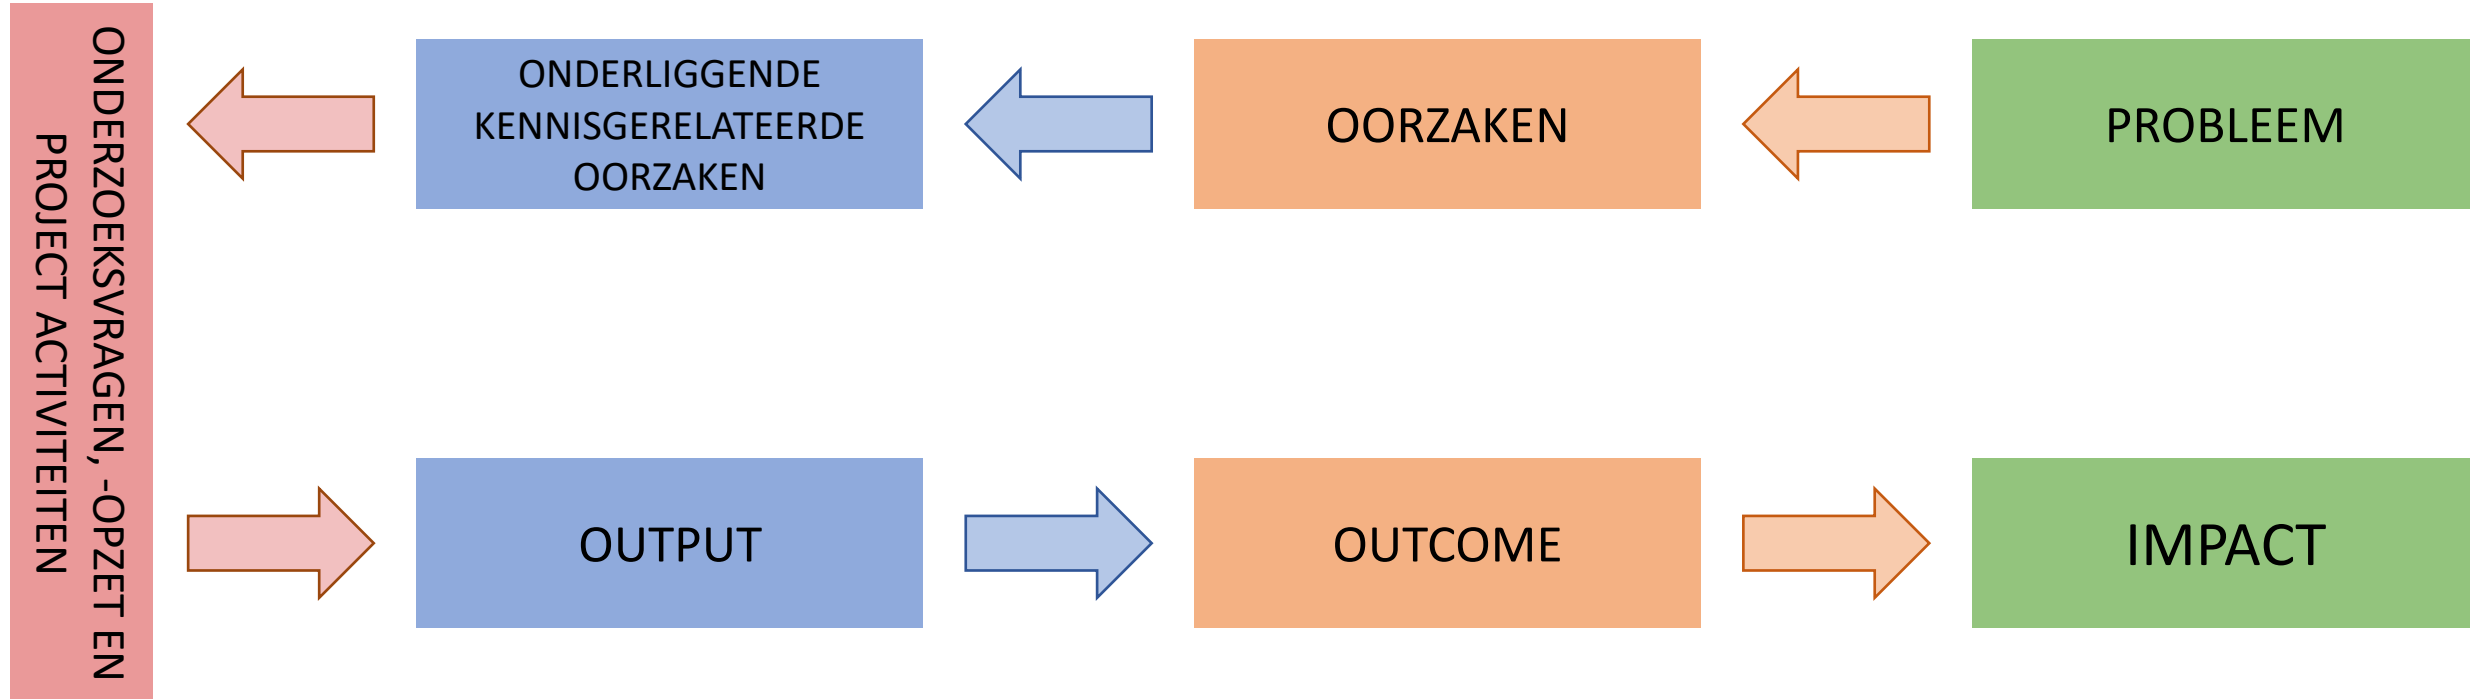 ONDERZOEKSVRAGEN, -OPZET EN
PROJECT ACTIVITEITEN
ONDERLIGGENDE
KENNISGERELATEERDE
OORZAKEN
OORZAKEN
PROBLEEM
OUTPUT
OUTCOME
IMPACT